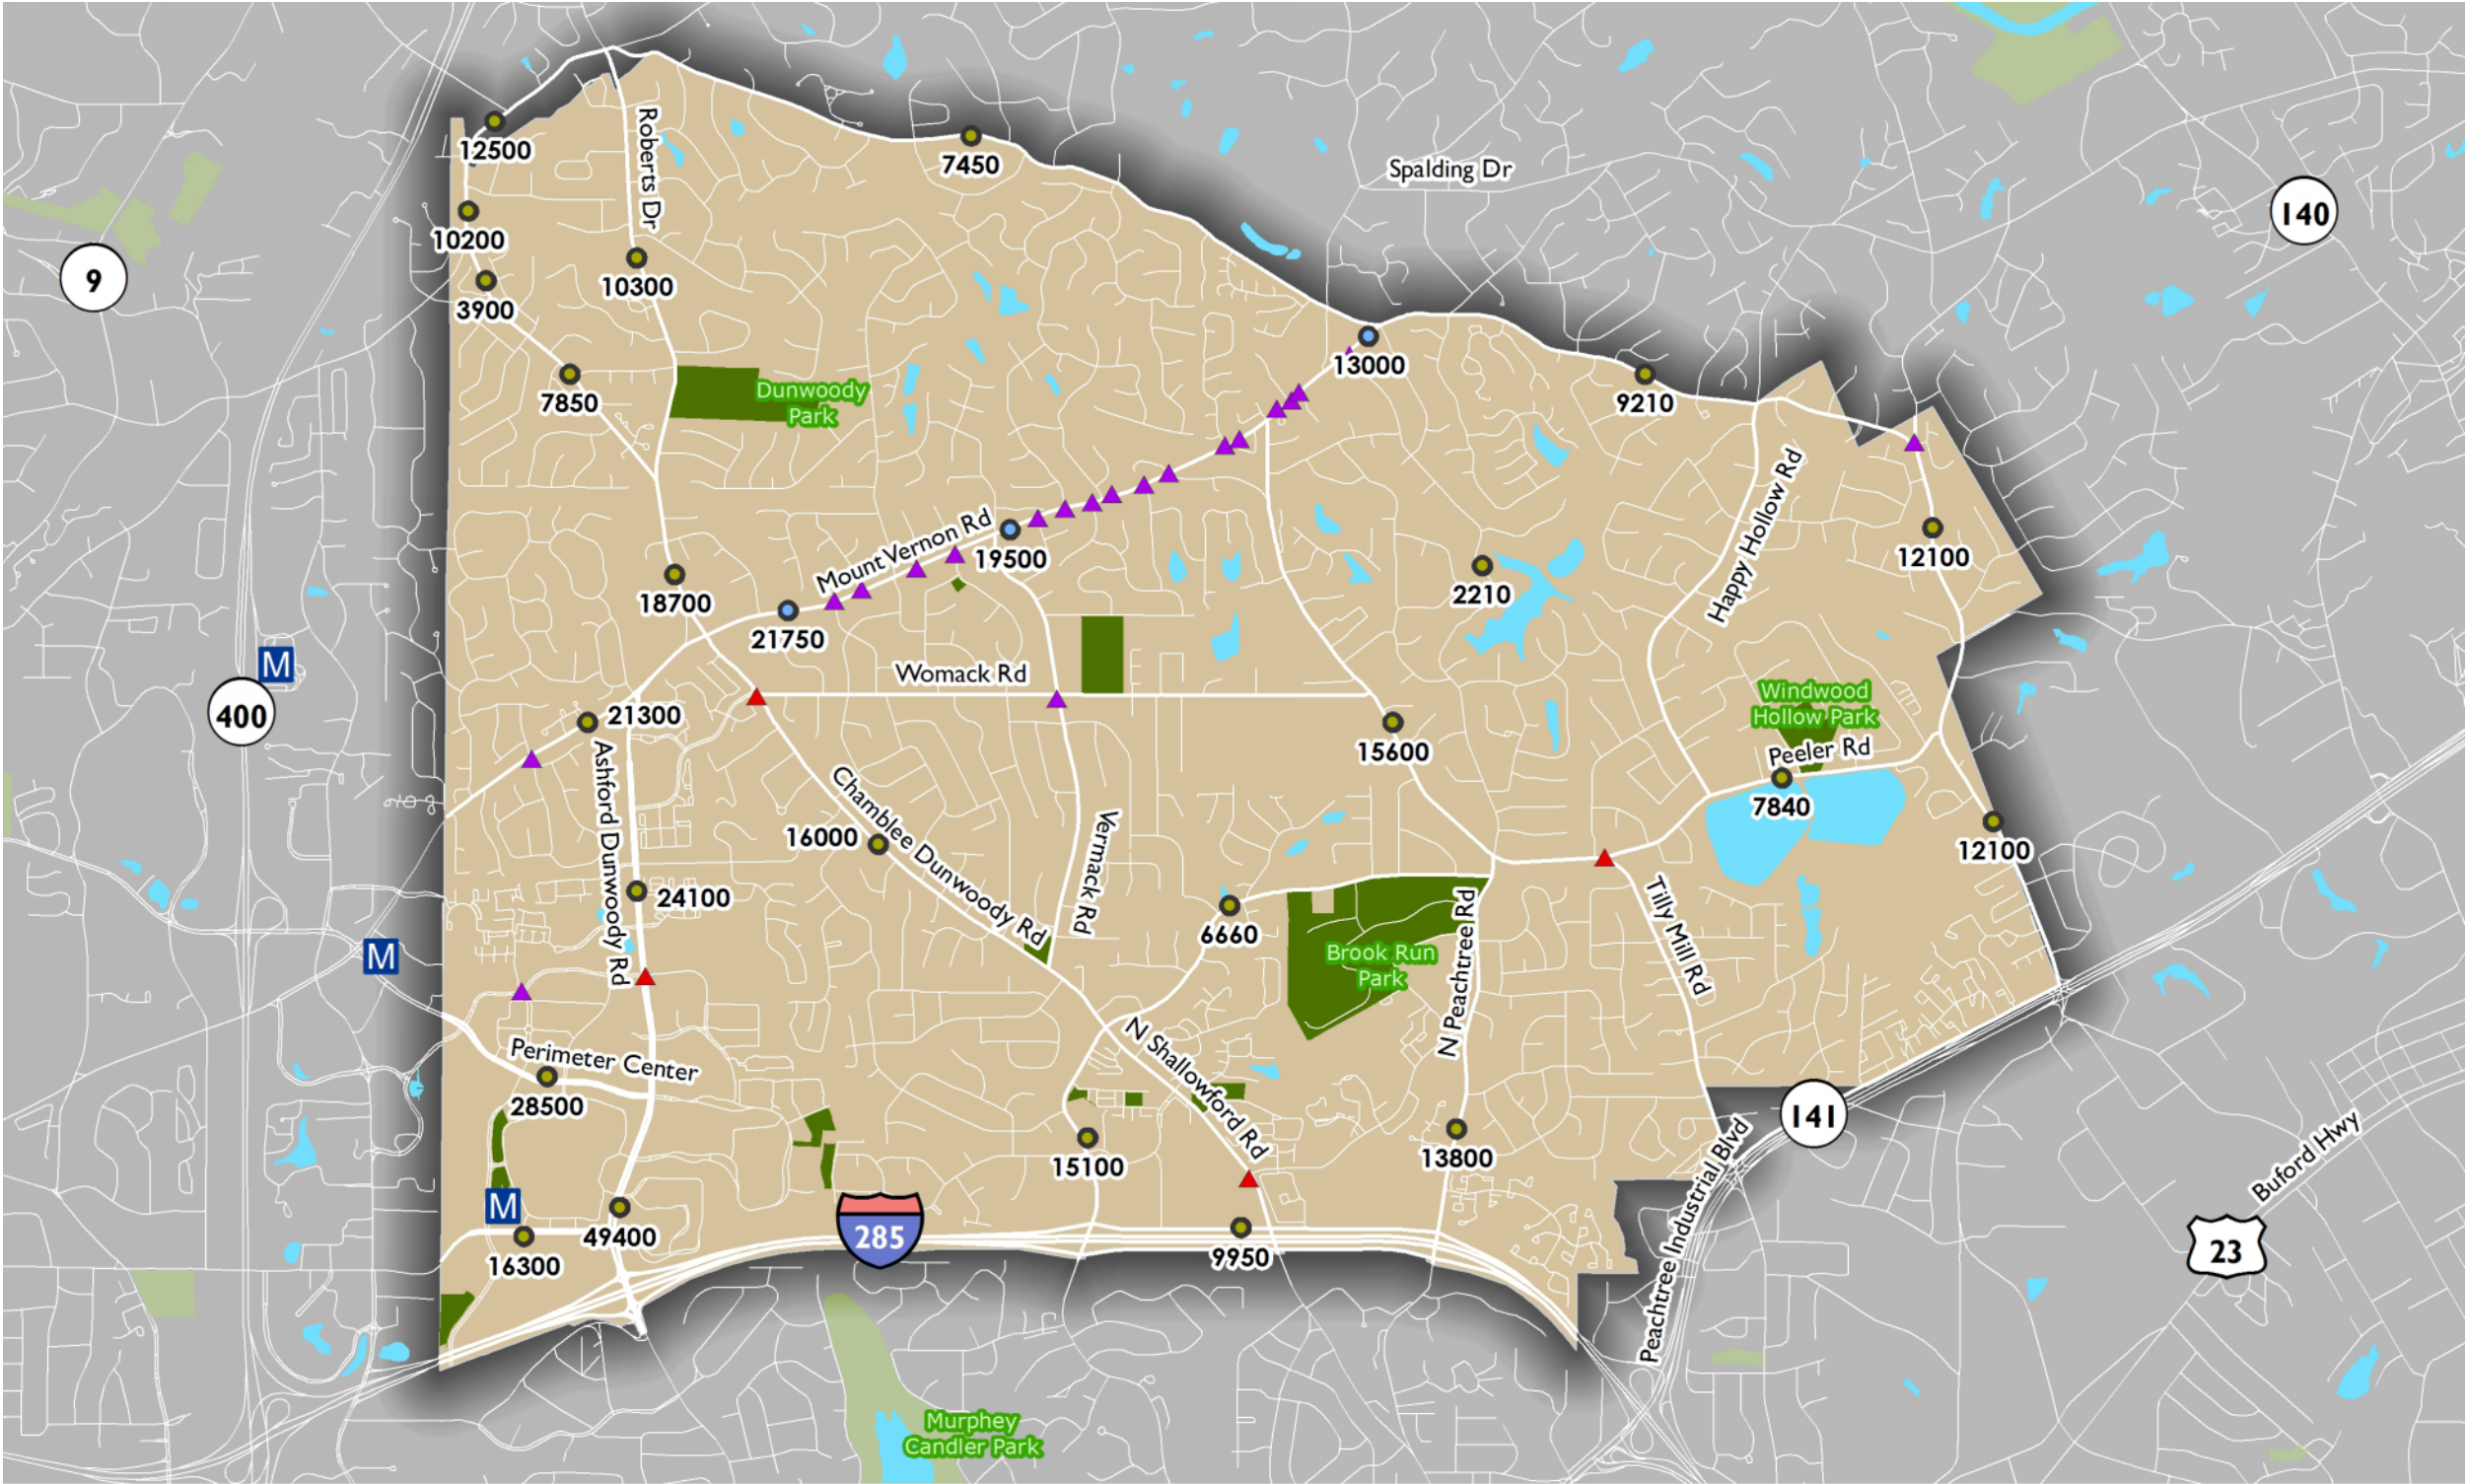 12500
Roberts Dr
7450
Spalding Dr
140
10200
9
10300
3900
13000
Dunwoody
Park
7850
9210
Happy Hollow Rd
Mount Vernon Rd
19500
12100
18700
2210
21750
M
Womack Rd
Windwood
Hollow Park
400
21300
15600
Peeler Rd
Ashford Dunwoody Rd
Chamblee Dunwoody Rd
7840
16000
Vermack Rd
12100
24100
6660
Tilly Mill Rd
N Peachtree Rd
Brook Run
Park
M
N Shallowford Rd
Perimeter Center
28500
141
Peachtree Industrial Blvd
Buford Hwy
15100
13800
M
49400
285
9950
16300
23
Murphey
Candler Park